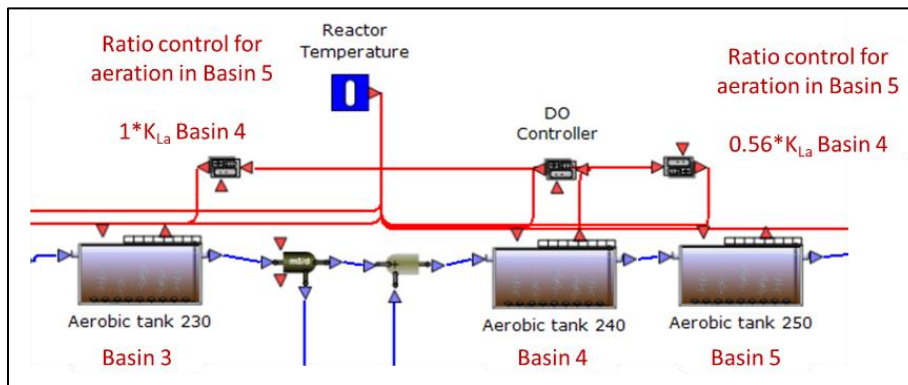 Ratio control for
aeration in Basin 5
1*KLa Basin 4
Reactor
Temperature
DO
Controller
Ratio control for
aeration in Basin 5
0.56*KLa Basin 4
Aerobic tank 230
Aerobic tank 240
Aerobic tank 250
Basin 3
Basin 4
Basin 5